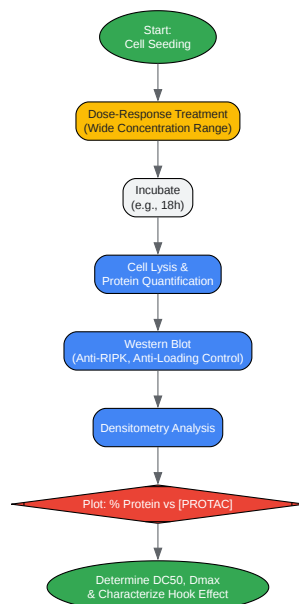 Start:
Cell Seeding
Dose-Response Treatment
(Wide Concentration Range)
Incubate
(e.g., 18h)
Cell Lysis &
Protein Quantification
Western Blot
(Anti-RIPK, Anti-Loading Control)
Densitometry Analysis
Plot: % Protein vs [PROTAC]
Determine DC50, Dmax
& Characterize Hook Effect